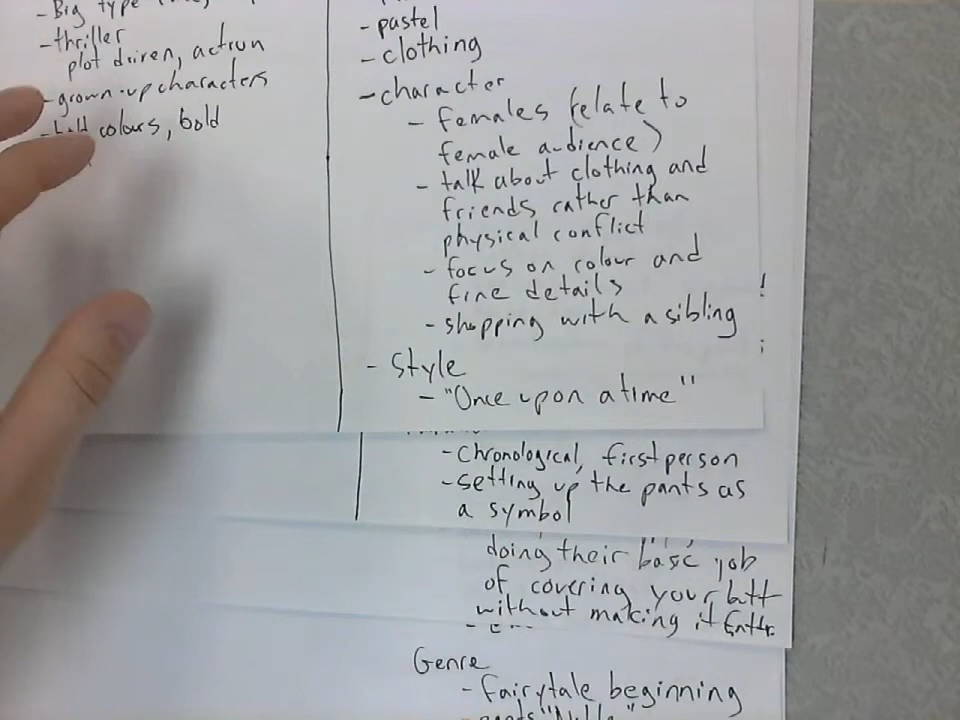 - Big type
- thriller
plot driven, action
- grown-up characters
colours, bold
- pastel
- clothing
- character
- females (relate to
female audience)
- talk about clothing and
friends rather than
physical conflict
- focus on colour and
fine details
- shopping with a sibling
!
;
- Style
- "Once upon a time"
- chronological, first person
- setting up the pants as
a symbol
doing their basc job
of covering your butt
without making it
Genre
- fairytale beginning